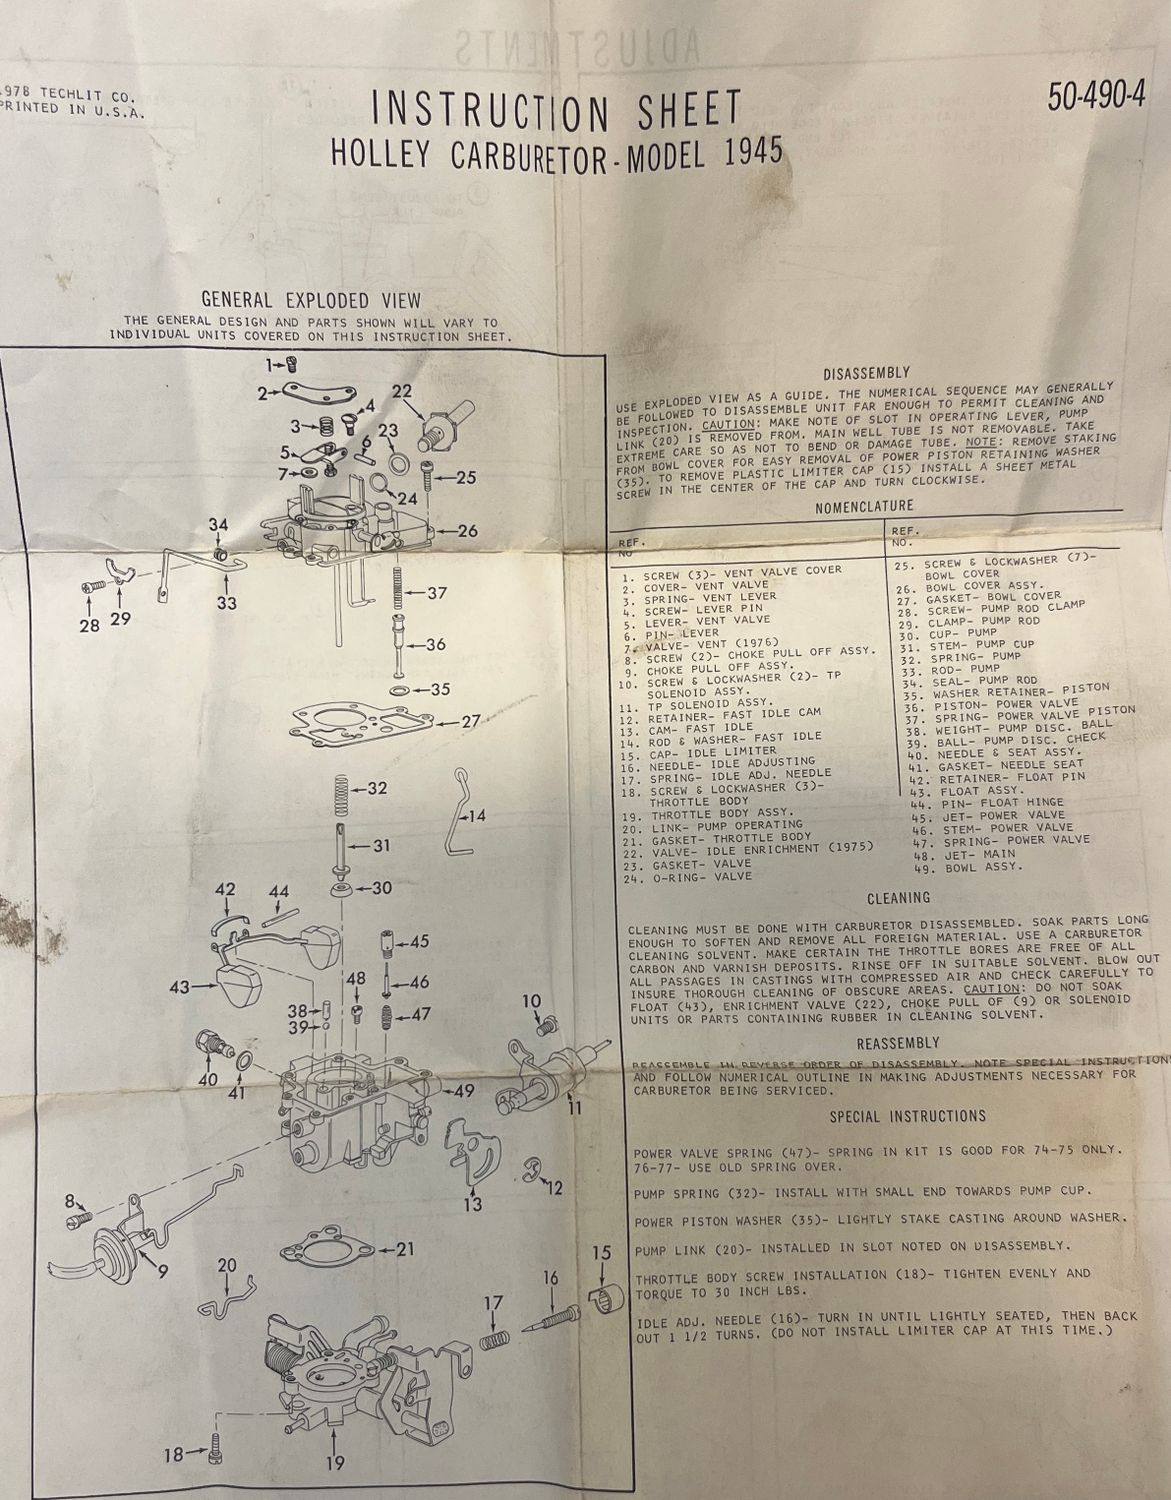 1978 TECHLIT CO.
PRINTED IN U.S.A.
INSTRUCTION SHEET
HOLLEY CARBURETOR - MODEL 1945
50-490-4
GENERAL EXPLODED VIEW
THE GENERAL DESIGN AND PARTS SHOWN WILL VARY TO
INDIVIDUAL UNITS COVERED ON THIS INSTRUCTION SHEET.
1
2
3
4
5
6
7
22
23
24
25
26
34
33
28
29
37
36
35
27
32
14
31
30
42
44
43
45
46
48
47
38
39
40
41
49
10
11
12
13
8
9
21
20
15
16
17
18
19
DISASSEMBLY
USE EXPLODED VIEW AS A GUIDE. THE NUMERICAL SEQUENCE MAY GENERALLY
BE FOLLOWED TO DISASSEMBLE UNIT FAR ENOUGH TO PERMIT CLEANING AND
INSPECTION. CAUTION: MAKE NOTE OF SLOT IN OPERATING LEVER, PUMP
LINK (20) IS REMOVED FROM. MAIN WELL TUBE IS NOT REMOVABLE. TAKE
EXTREME CARE SO AS NOT TO BEND OR DAMAGE TUBE. NOTE: REMOVE STAKING
FROM BOWL COVER FOR EASY REMOVAL OF POWER PISTON RETAINING WASHER
(35). TO REMOVE PLASTIC LIMITER CAP (15) INSTALL A SHEET METAL
SCREW IN THE CENTER OF THE CAP AND TURN CLOCKWISE.
NOMENCLATURE
REF.
NO
1. SCREW (3)- VENT VALVE COVER
2. COVER- VENT VALVE
3. SPRING- VENT LEVER
4. SCREW- LEVER PIN
5. LEVER- VENT VALVE
6. PIN- LEVER
7. VALVE- VENT (1976)
8. SCREW (2)- CHOKE PULL OFF ASSY.
9. CHOKE PULL OFF ASSY.
10. SCREW & LOCKWASHER (2)- TP
SOLENOID ASSY.
11. TP SOLENOID ASSY.
12. RETAINER- FAST IDLE CAM
13. CAM- FAST IDLE
14. ROD & WASHER- FAST IDLE
15. CAP- IDLE LIMITER
16. NEEDLE- IDLE ADJUSTING
17. SPRING- IDLE ADJ. NEEDLE
18. SCREW & LOCKWASHER (3)-
THROTTLE BODY
19. THROTTLE BODY ASSY.
20. LINK- PUMP OPERATING
21. GASKET- THROTTLE BODY
22. VALVE- IDLE ENRICHMENT (1975)
23. GASKET- VALVE
24. O-RING- VALVE
REF.
NO.
25. SCREW & LOCKWASHER (7)-
BOWL COVER
26. BOWL COVER ASSY.
27. GASKET- BOWL COVER
28. SCREW- PUMP ROD CLAMP
29. CLAMP- PUMP ROD
30. CUP- PUMP
31. STEM- PUMP CUP
32. SPRING- PUMP
33. ROD- PUMP
34. SEAL- PUMP ROD
35. WASHER RETAINER- PISTON
36. PISTON- POWER VALVE
37. SPRING- POWER VALVE PISTON
38. WEIGHT- PUMP DISC. BALL
39. BALL- PUMP DISC. CHECK
40. NEEDLE & SEAT ASSY.
41. GASKET- NEEDLE SEAT
42. RETAINER- FLOAT PIN
43. FLOAT ASSY.
44. PIN- FLOAT HINGE
45. JET- POWER VALVE
46. STEM- POWER VALVE
47. SPRING- POWER VALVE
48. JET- MAIN
49. BOWL ASSY.
CLEANING
CLEANING MUST BE DONE WITH CARBURETOR DISASSEMBLED. SOAK PARTS LONG
ENOUGH TO SOFTEN AND REMOVE ALL FOREIGN MATERIAL. USE A CARBURETOR
CLEANING SOLVENT. MAKE CERTAIN THE THROTTLE BORES ARE FREE OF ALL
CARBON AND VARNISH DEPOSITS. RINSE OFF IN SUITABLE SOLVENT. BLOW OUT
ALL PASSAGES IN CASTINGS WITH COMPRESSED AIR AND CHECK CAREFULLY TO
INSURE THOROUGH CLEANING OF OBSCURE AREAS. CAUTION: DO NOT SOAK
FLOAT (43), ENRICHMENT VALVE (22), CHOKE PULL OF (9) OR SOLENOID
UNITS OR PARTS CONTAINING RUBBER IN CLEANING SOLVENT.
REASSEMBLY
REASSEMBLE IN REVERSE ORDER OF DISASSEMBLY. NOTE SPECIAL INSTRUCTION
AND FOLLOW NUMERICAL OUTLINE IN MAKING ADJUSTMENTS NECESSARY FOR
CARBURETOR BEING SERVICED.
SPECIAL INSTRUCTIONS
POWER VALVE SPRING (47)- SPRING IN KIT IS GOOD FOR 74-75 ONLY.
76-77- USE OLD SPRING OVER.
PUMP SPRING (32)- INSTALL WITH SMALL END TOWARDS PUMP CUP.
POWER PISTON WASHER (35)- LIGHTLY STAKE CASTING AROUND WASHER.
PUMP LINK (20)- INSTALLED IN SLOT NOTED ON DISASSEMBLY.
THROTTLE BODY SCREW INSTALLATION (18)- TIGHTEN EVENLY AND
TORQUE TO 30 INCH LBS.
IDLE ADJ. NEEDLE (16)- TURN IN UNTIL LIGHTLY SEATED, THEN BACK
OUT 1 1/2 TURNS. (DO NOT INSTALL LIMITER CAP AT THIS TIME.)